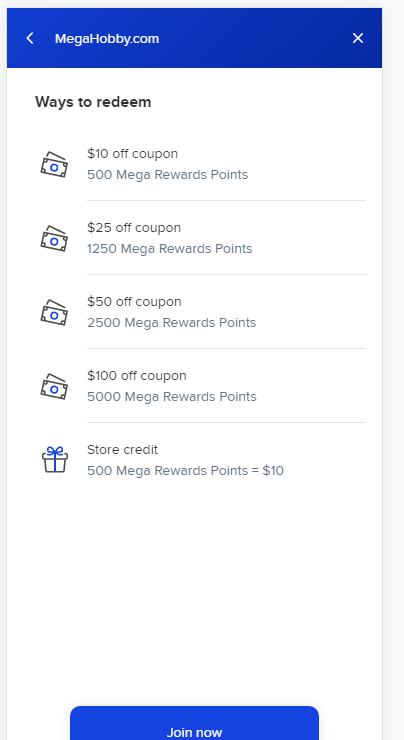 MegaHobby.com
Ways to redeem
$10 off coupon
500 Mega Rewards Points
$25 off coupon
1250 Mega Rewards Points
$50 off coupon
2500 Mega Rewards Points
$100 off coupon
5000 Mega Rewards Points
Store credit
500 Mega Rewards Points = $10
Join now